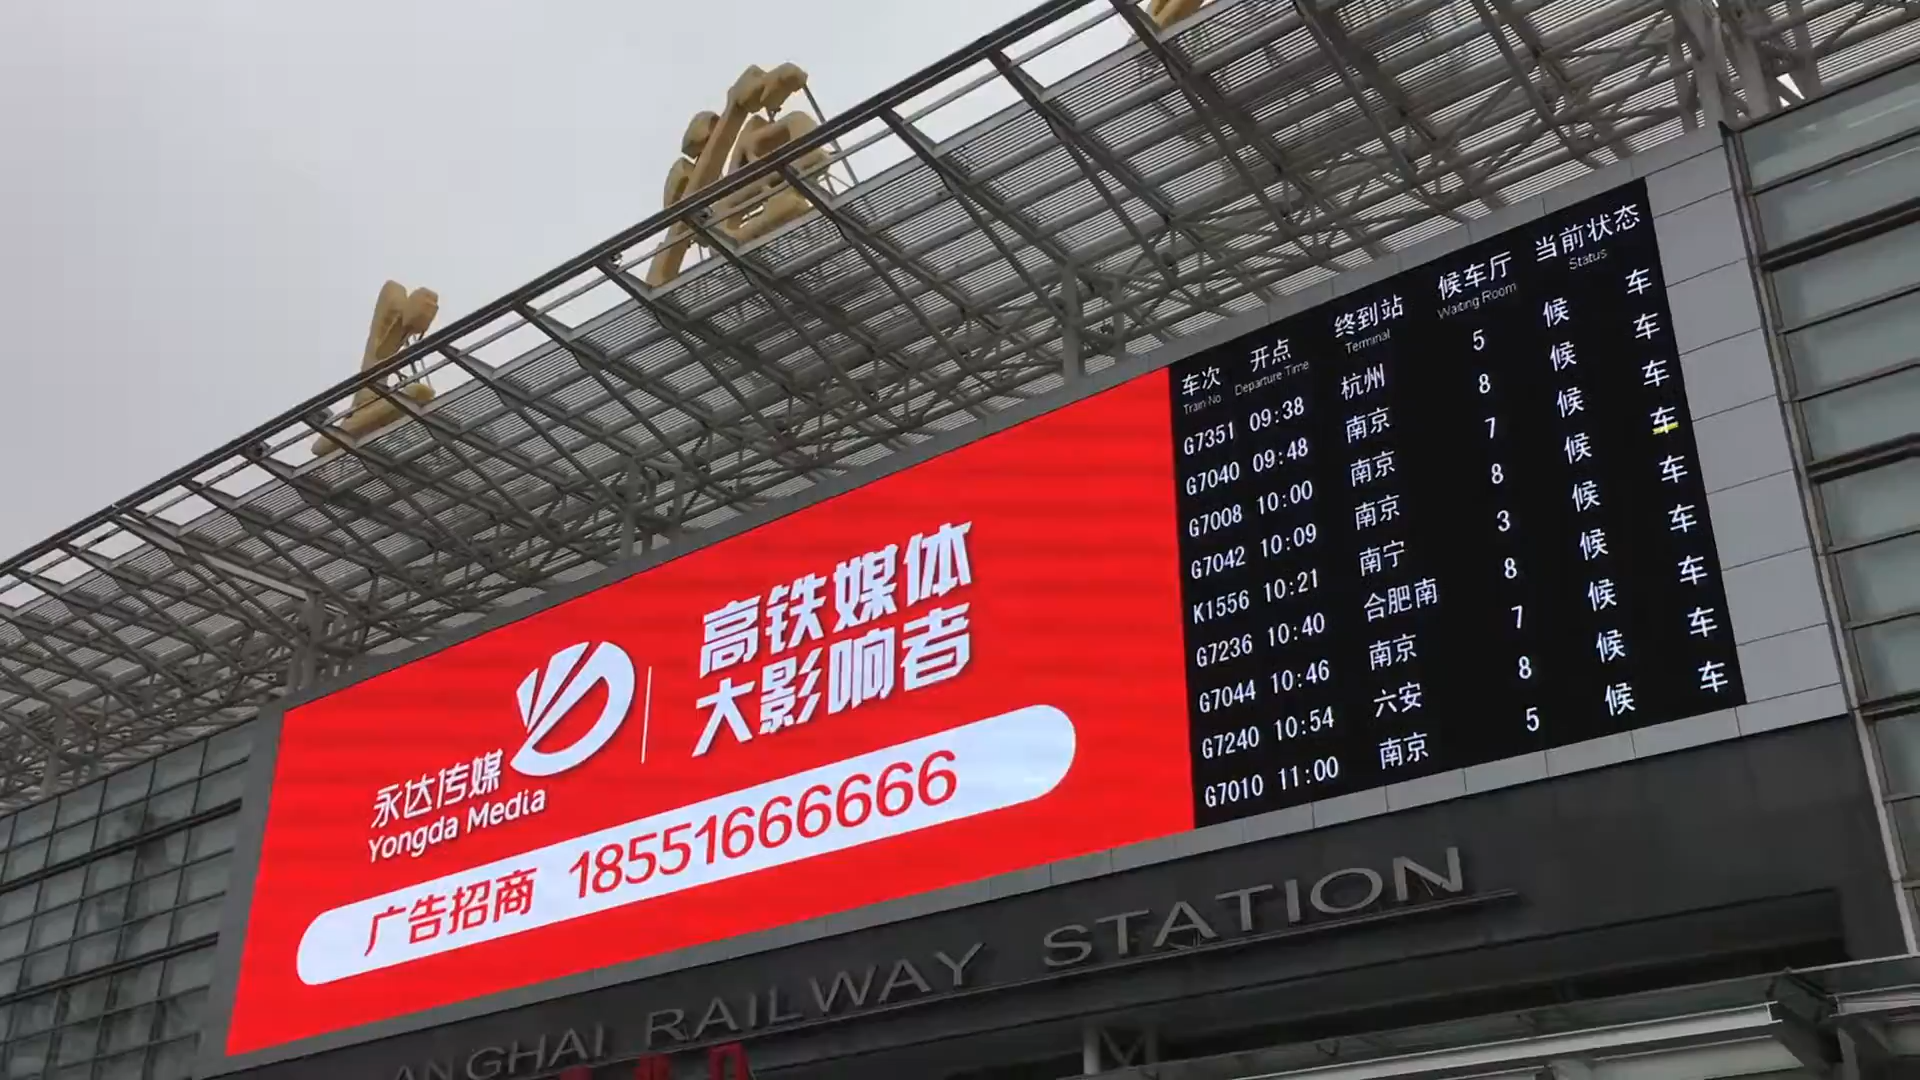 永达传媒
Yongda Media
高铁媒体
大影响者
广告招商 18551666666
车次 开点 终到站 候车厅 当前状态
Train No Departure Time Terminal Waiting Room Status
G7351 09:38 杭州 5 候 车
G7040 09:48 南京 8 候 车
G7008 10:00 南京 7 候 车
G7042 10:09 南京 8 候 车
K1556 10:21 南宁 3 候 车
G7236 10:40 合肥南 8 候 车
G7044 10:46 南京 7 候 车
G7240 10:54 六安 8 候 车
G7010 11:00 南京 5 候 车
ANGHAI RAILWAY STATION